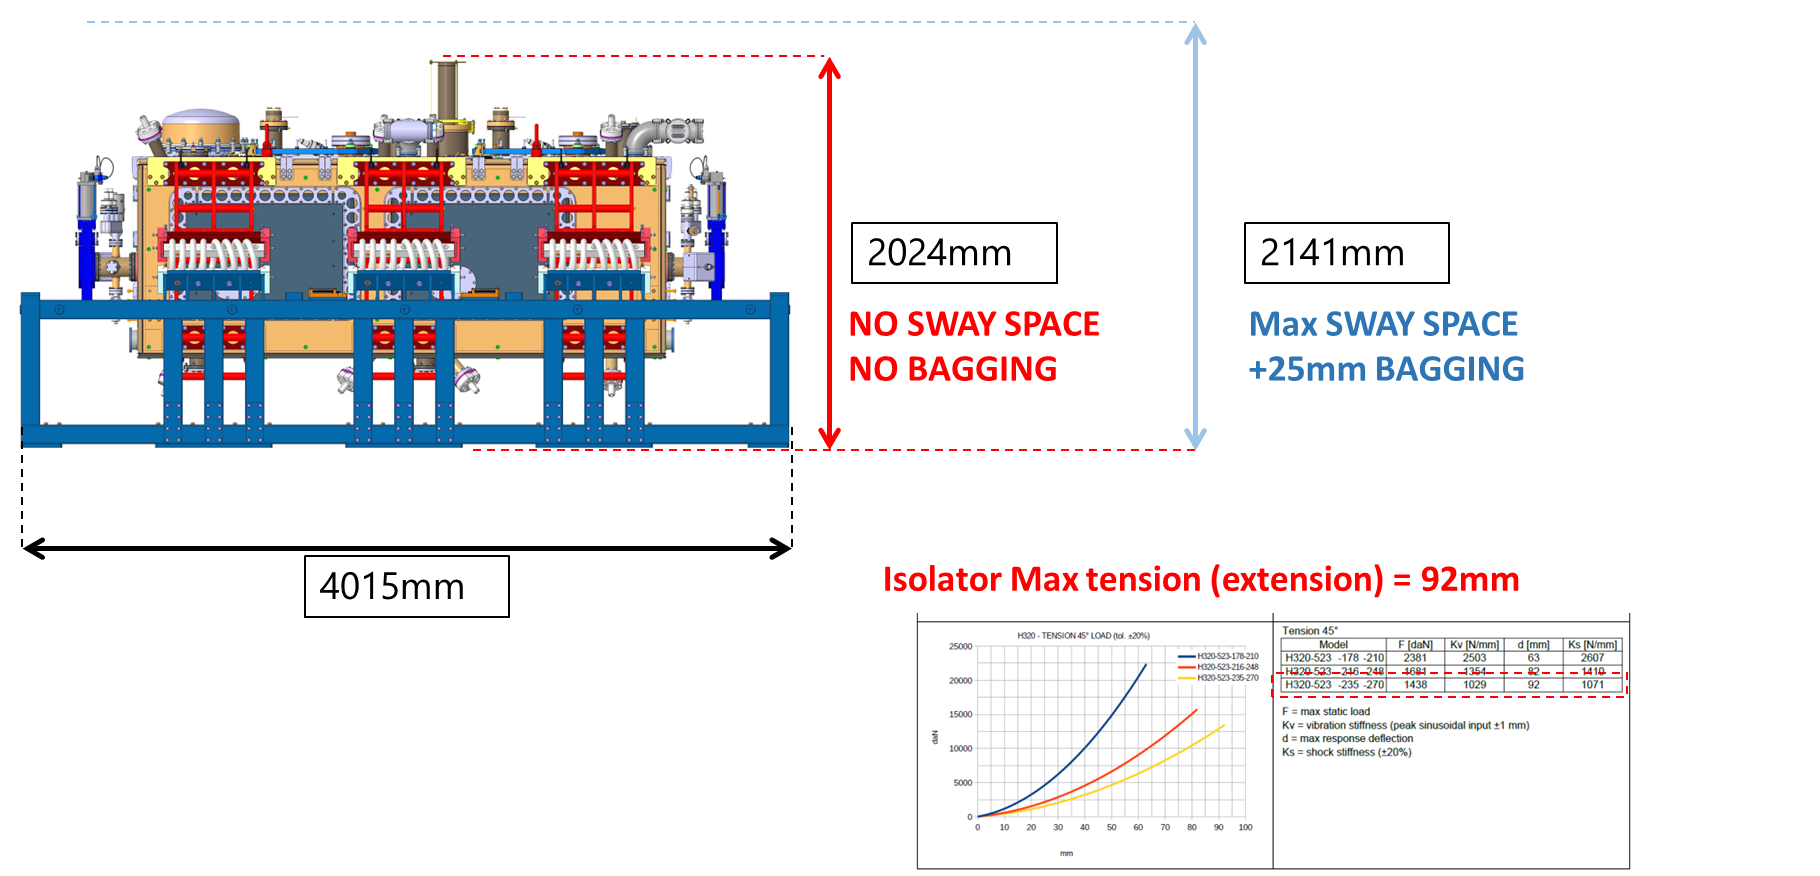 2024mm
2141mm
NO SWAY SPACE
NO BAGGING
Max SWAY SPACE
+25mm BAGGING
4015mm
Isolator Max tension (extension) = 92mm
H320 - TENSION 45° LOAD (tol. ±20%)
25000
20000
15000
10000
5000
0
daN
0 10 20 30 40 50 60 70 80 90 100
mm
H320-523-178-210
H320-523-216-248
H320-523-235-270
Tension 45°
Model F [daN] Kv [N/mm] d [mm] Ks [N/mm]
H320-523 -178 -210 2381 2503 63 2607
H320-523 -216 -248 1681 1354 82 1410
H320-523 -235 -270 1438 1029 92 1071
F = max static load
Kv = vibration stiffness (peak sinusoidal input ±1 mm)
d = max response deflection
Ks = shock stiffness (±20%)